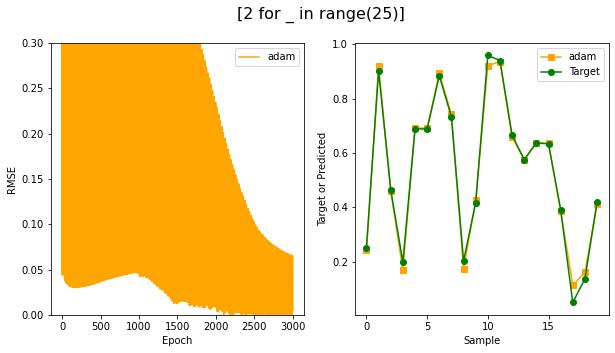 [2 for _ in range(25)]
0.30
0.25
0.20
0.15
0.10
0.05
0.00
RMSE
0
500
1000
1500
2000
2500
3000
Epoch
adam
1.0
0.8
0.6
0.4
0.2
Target or Predicted
0
5
10
15
Sample
adam
Target